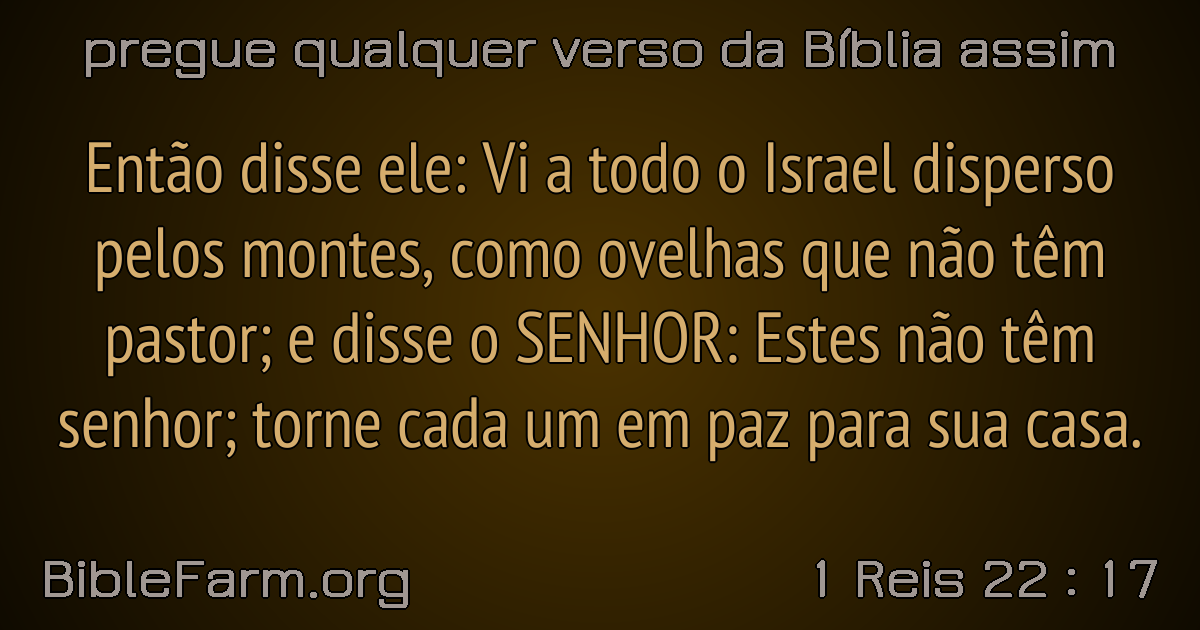 pregue qualquer verso da Bíblia assim
Então disse ele: Vi a todo o Israel disperso
pelos montes, como ovelhas que não têm
pastor; e disse o SENHOR: Estes não têm
senhor; torne cada um em paz para sua casa.
BibleFarm.org
1 Reis 22 : 17